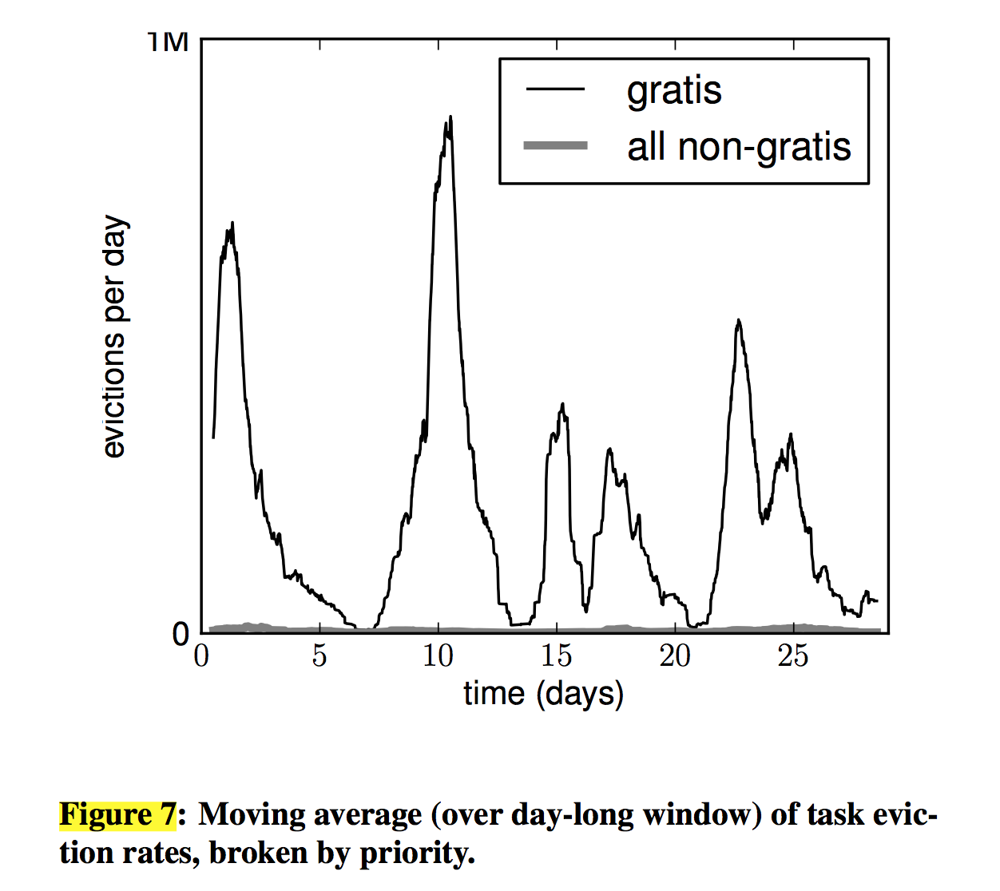 1M
gratis
all non-gratis
evictions per day
0
0 5 10 15 20 25
time (days)
Figure 7: Moving average (over day-long window) of task evic-
tion rates, broken by priority.